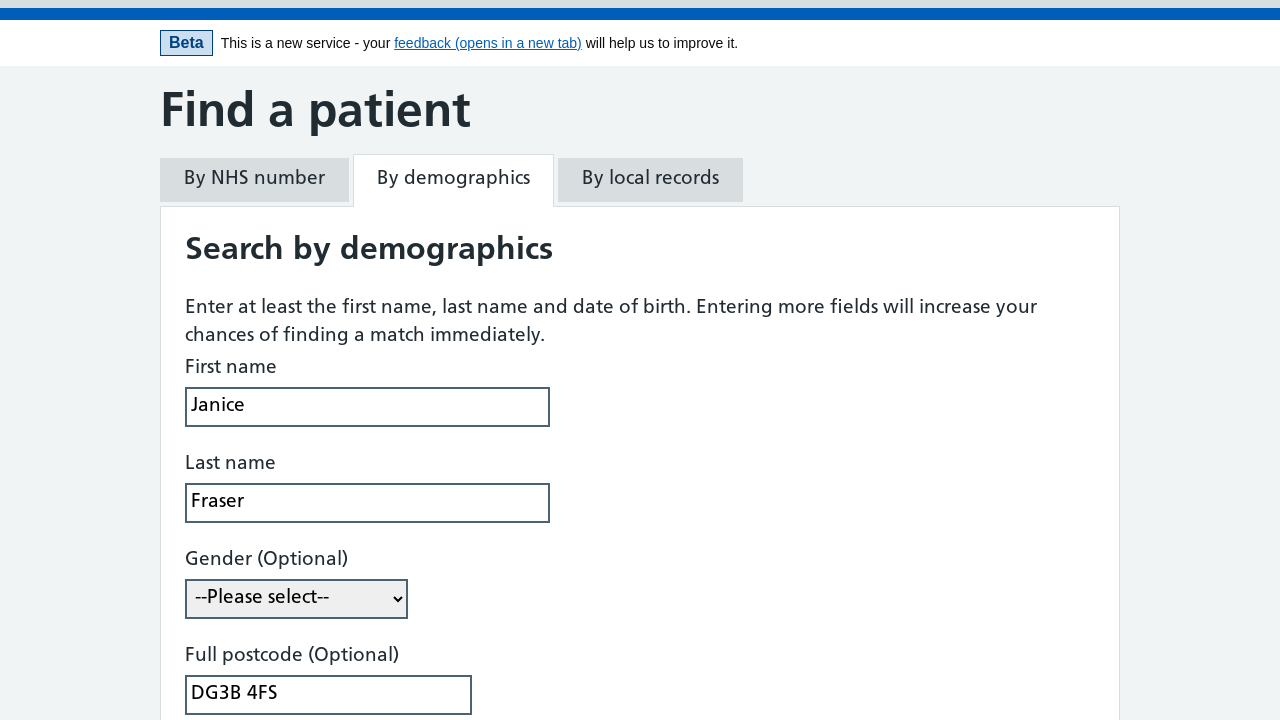 Beta This is a new service - your feedback (opens in a new tab) will help us to improve it.
Find a patient
By NHS number By demographics By local records
Search by demographics
Enter at least the first name, last name and date of birth. Entering more fields will increase your
chances of finding a match immediately.
First name
Janice
Last name
Fraser
Gender (Optional)
--Please select--
Full postcode (Optional)
DG3B 4FS